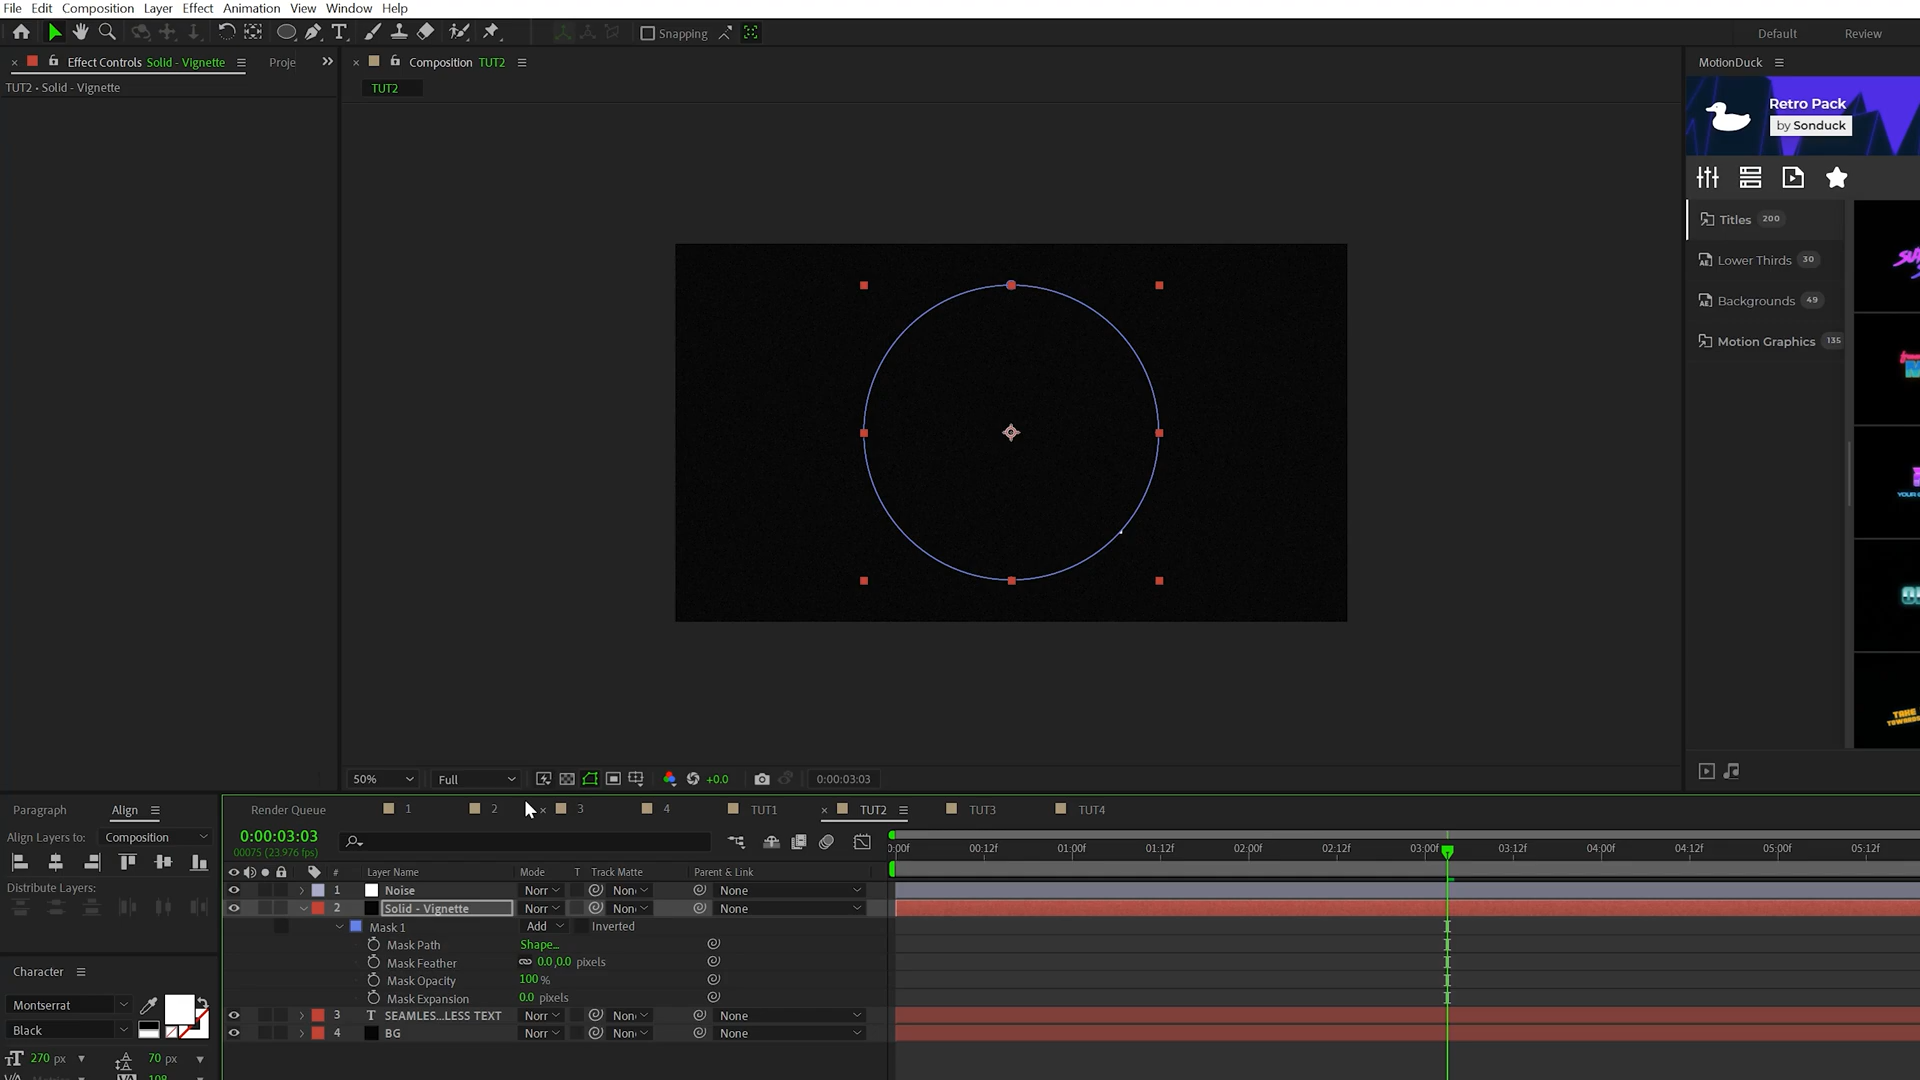 File Edit Composition Layer Effect Animation View Window Help
Snapping Default Review
Effect Controls Solid - Vignette Proje
Composition TUT2
MotionDuck
TUT2 • Solid - Vignette
TUT2
Retro Pack
by Sonduck
Titles 200
Lower Thirds 30
Backgrounds 49
Motion Graphics 135
50% Full +0.0 0:00:03:03
Paragraph Align
Render Queue 1 2 3 4 TUT1 TUT2 TUT3 TUT4
Align Layers to: Composition
0:00:03:03
00075 (23.976 fps)
0:00f 00:12f 01:00f 01:12f 02:00f 02:12f 03:00f 03:12f 04:00f 04:12f 05:00f 05:12f
# Layer Name Mode T Track Matte Parent & Link
Distribute Layers:
1 Noise Norr Non None
2 Solid - Vignette Norr Non None
Mask 1 Add Inverted
Mask Path Shape...
Mask Feather 0.0,0.0 pixels
Mask Opacity 100 %
Mask Expansion 0.0 pixels
3 T SEAMLES...LESS TEXT Norr Non None
4 BG Norr Non None
Character
Montserrat
Black
270 px 70 px